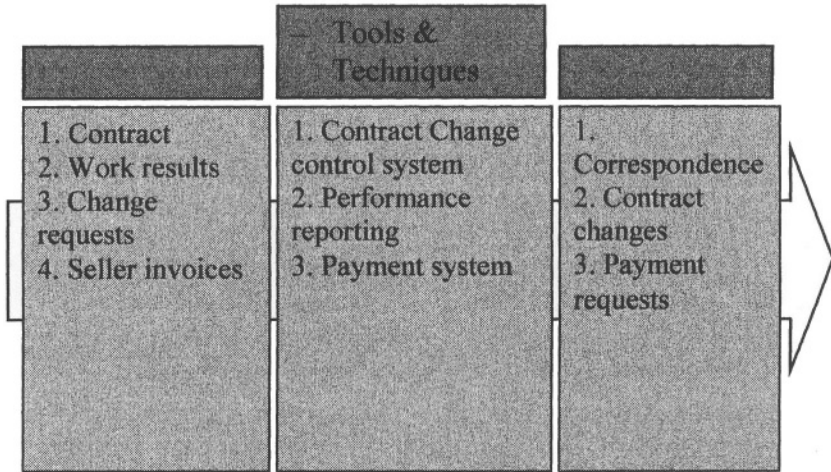 – Tools &
Techniques
1. Contract
2. Work results
3. Change
requests
4. Seller invoices
1. Contract Change
control system
2. Performance
reporting
3. Payment system
1.
Correspondence
2. Contract
changes
3. Payment
requests